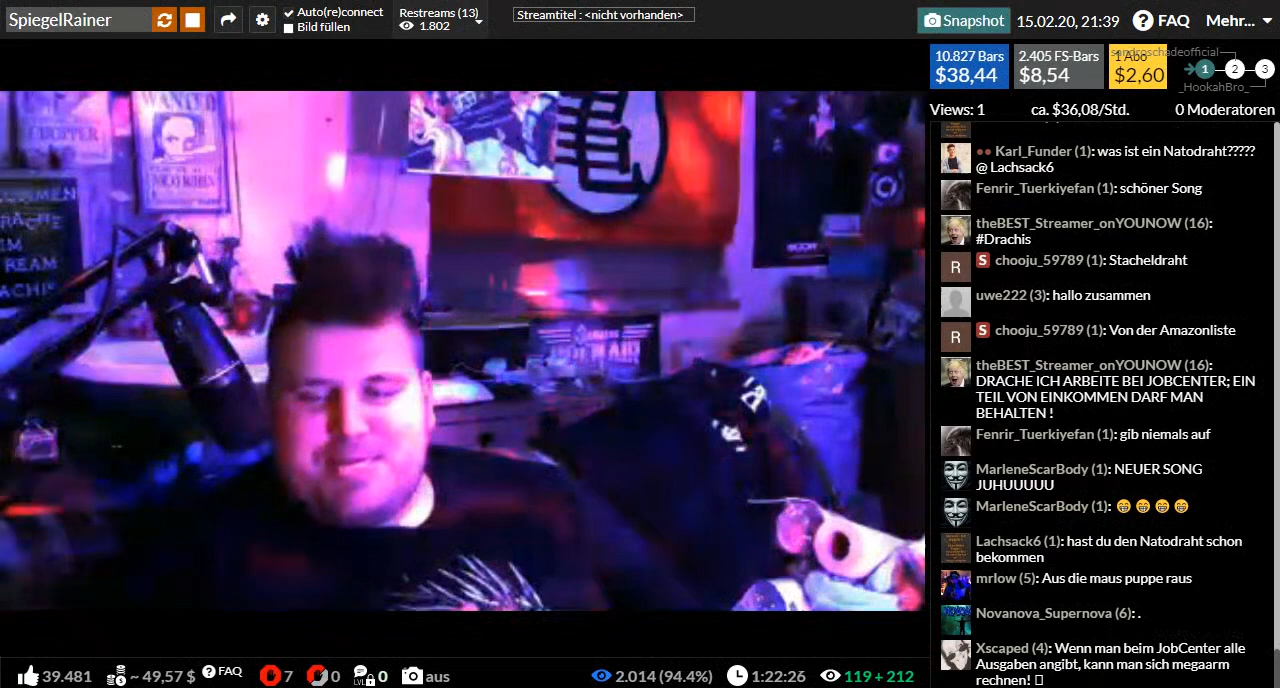 SpiegelRainer
Auto(re)connect
Bild füllen
Restreams (13)
1.802
Streamtitel : <nicht vorhanden>
Snapshot
15.02.20, 21:39
FAQ
Mehr...
10.827 Bars
$38,44
2.405 FS-Bars
$8,54
1 Abo
$2,60
sandroschadeofficial
1 2 3
_HookahBro_
Views: 1
ca. $36,08/Std.
0 Moderatoren
WANTED
Karl_Funder (1): was ist ein Natodraht?????
@ Lachsack6
Fenrir_Tuerkiyefan (1): schöner Song
theBEST_Streamer_onYOUNOW (16):
#Drachis
R S chooju_59789 (1): Stacheldraht
uwe222 (3): hallo zusammen
R S chooju_59789 (1): Von der Amazonliste
theBEST_Streamer_onYOUNOW (16):
DRACHE ICH ARBEITE BEI JOBCENTER; EIN
TEIL VON EINKOMMEN DARF MAN
BEHALTEN !
Fenrir_Tuerkiyefan (1): gib niemals auf
MarleneScarBody (1): NEUER SONG
JUHUUUUU
MarleneScarBody (1): 😁 😁 😁 😁
Lachsack6 (1): hast du den Natodraht schon
bekommen
mrlow (5): Aus die maus puppe raus
Novanova_Supernova (6): .
Xscaped (4): Wenn man beim JobCenter alle
Ausgaben angibt, kann man sich megaarm
rechnen!
39.481
~ 49,57 $
FAQ
7
0
LVL
0
aus
2.014 (94.4%)
1:22:26
119 + 212